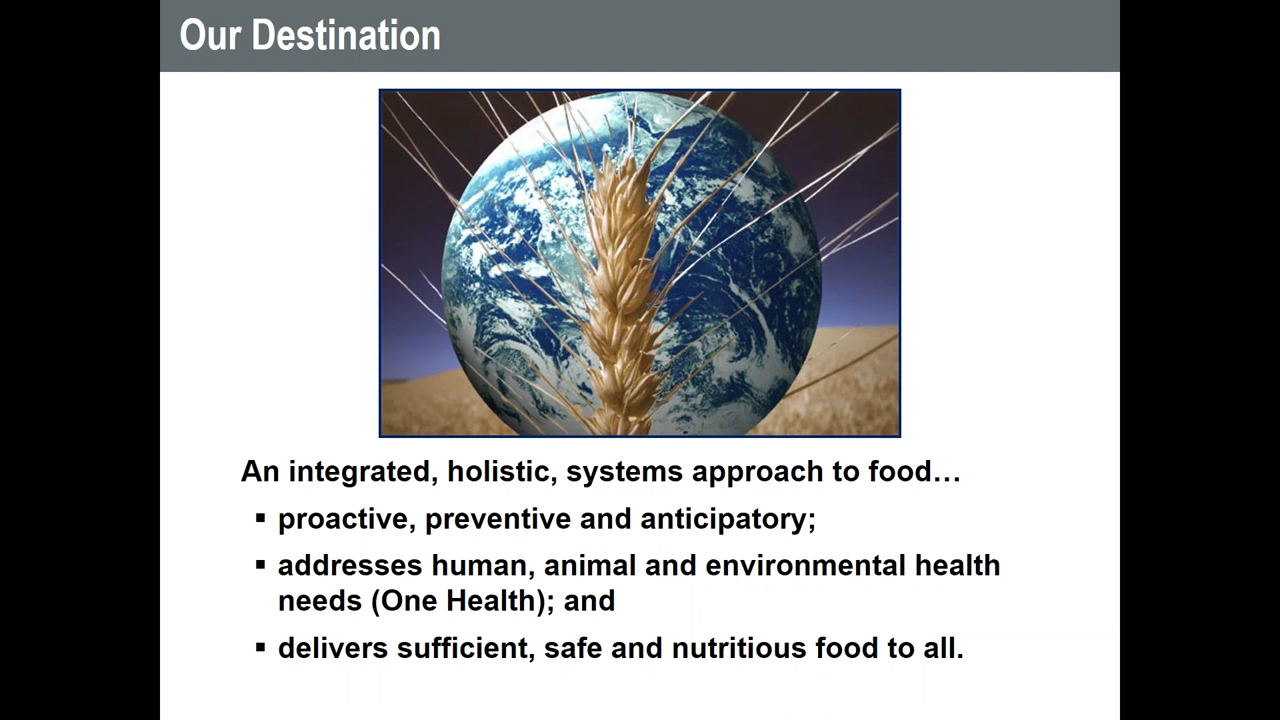 Our Destination
An integrated, holistic, systems approach to food…
▪ proactive, preventive and anticipatory;
▪ addresses human, animal and environmental health
needs (One Health); and
▪ delivers sufficient, safe and nutritious food to all.